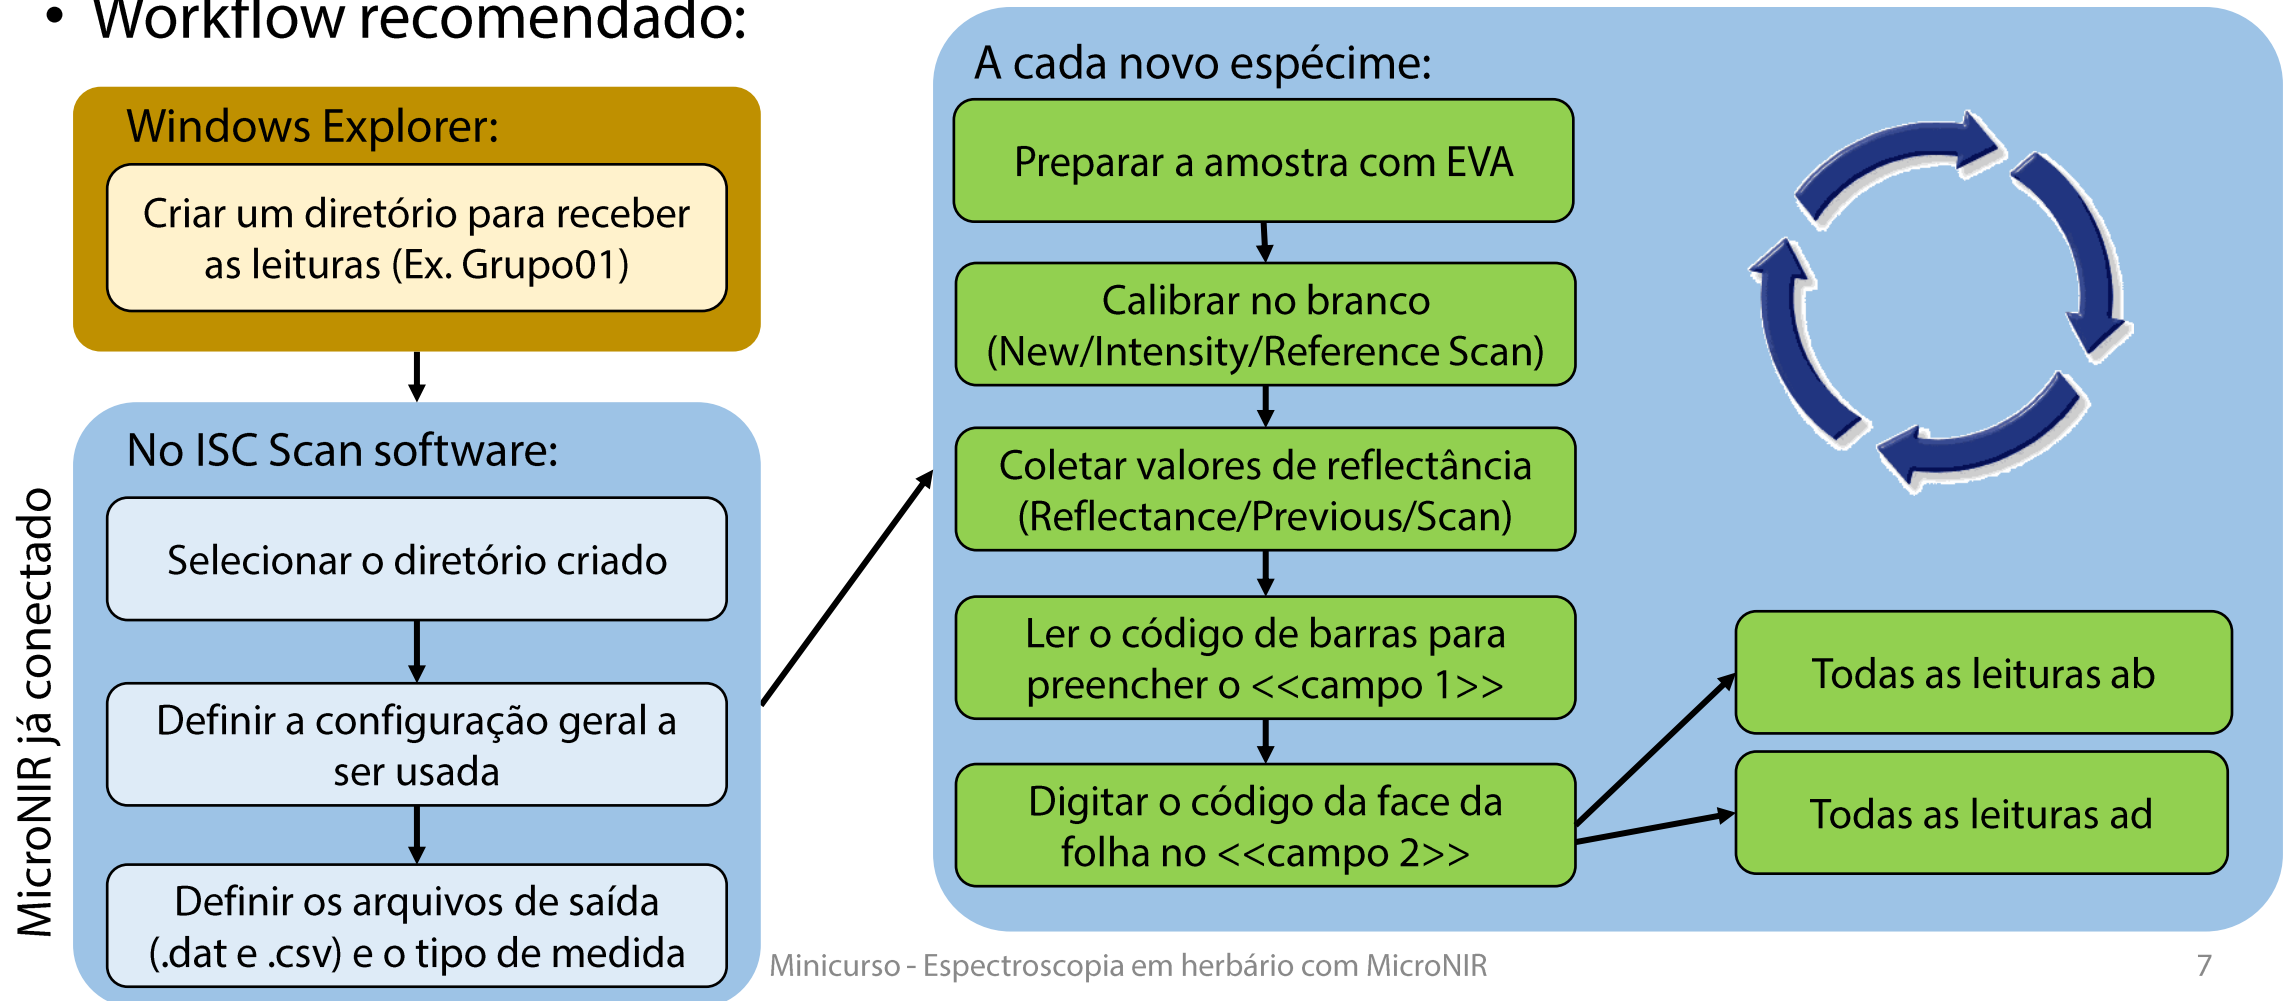 • Workflow recomendado:
Windows Explorer:
Criar um diretório para receber
as leituras (Ex. Grupo01)
MicroNIR já conectado
No ISC Scan software:
Selecionar o diretório criado
Definir a configuração geral a
ser usada
Definir os arquivos de saída
(.dat e .csv) e o tipo de medida
A cada novo espécime:
Preparar a amostra com EVA
Calibrar no branco
(New/Intensity/Reference Scan)
Coletar valores de reflectância
(Reflectance/Previous/Scan)
Ler o código de barras para
preencher o <<campo 1>>
Digitar o código da face da
folha no <<campo 2>>
Todas as leituras ab
Todas as leituras ad
Minicurso - Espectroscopia em herbário com MicroNIR
7